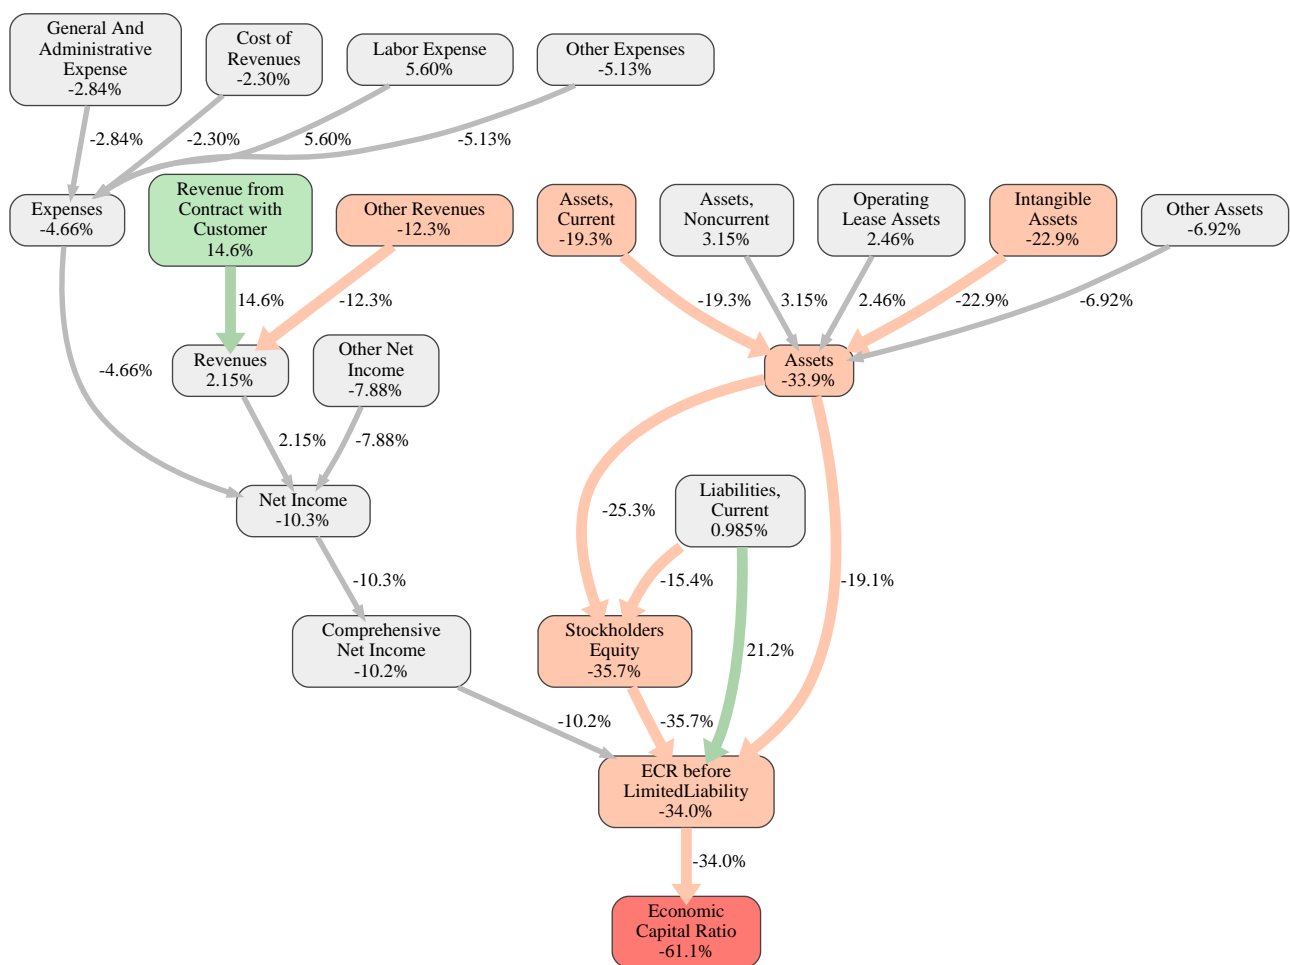 General And
Administrative
Expense
-2.84%
Cost of
Revenues
-2.30%
Labor Expense
5.60%
Other Expenses
-5.13%
-2.84%
-2.30%
5.60%
-5.13%
Expenses
-4.66%
Revenue from
Contract with
Customer
14.6%
Other Revenues
-12.3%
Assets,
Current
-19.3%
Assets,
Noncurrent
3.15%
Operating
Lease Assets
2.46%
Intangible
Assets
-22.9%
Other Assets
-6.92%
14.6%
-12.3%
-19.3%
3.15%
2.46%
-22.9%
-6.92%
-4.66%
Revenues
2.15%
Other Net
Income
-7.88%
Assets
-33.9%
2.15%
-7.88%
Net Income
-10.3%
-25.3%
Liabilities,
Current
0.985%
-10.3%
-15.4%
-19.1%
Comprehensive
Net Income
-10.2%
Stockholders
Equity
-35.7%
21.2%
-10.2%
-35.7%
ECR before
LimitedLiability
-34.0%
-34.0%
Economic
Capital Ratio
-61.1%